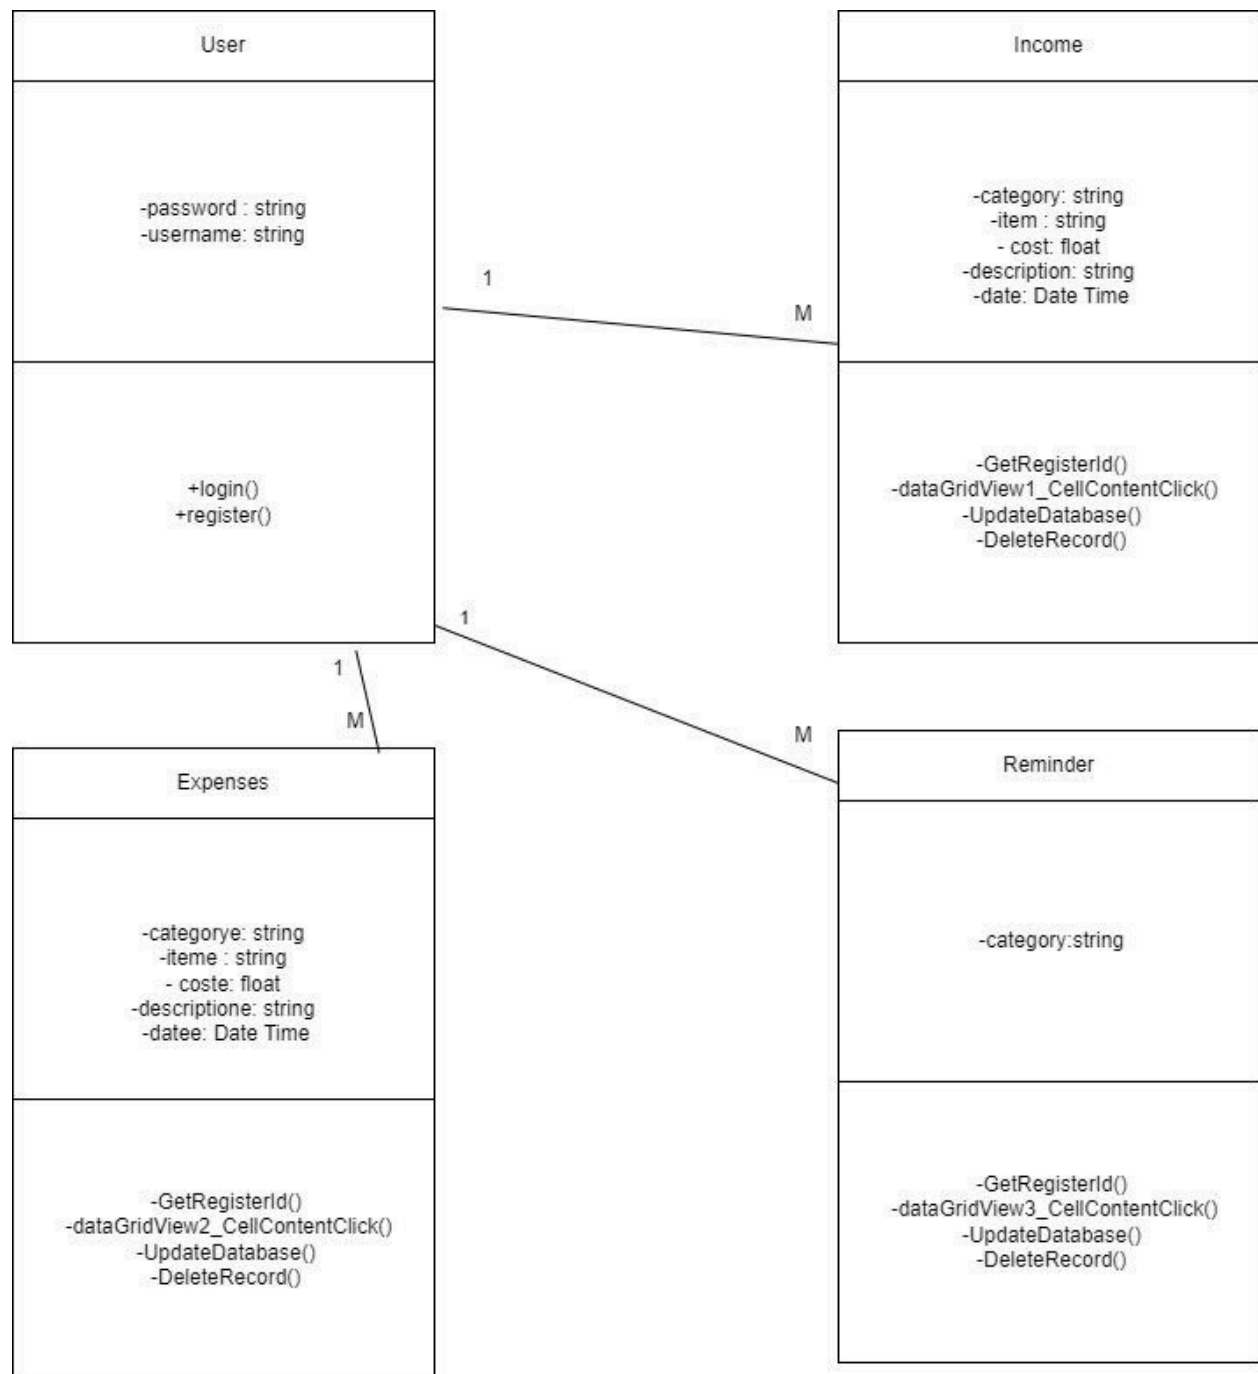 User
-password : string
-username: string
+login()
+register()
Income
-category: string
-item : string
- cost: float
-description: string
-date: Date Time
-GetRegisterId()
-dataGridView1_CellContentClick()
-UpdateDatabase()
-DeleteRecord()
1
M
1
M
1
M
Expenses
-categorye: string
-iteme : string
- coste: float
-descriptione: string
-datee: Date Time
-GetRegisterId()
-dataGridView2_CellContentClick()
-UpdateDatabase()
-DeleteRecord()
Reminder
-category:string
-GetRegisterId()
-dataGridView3_CellContentClick()
-UpdateDatabase()
-DeleteRecord()